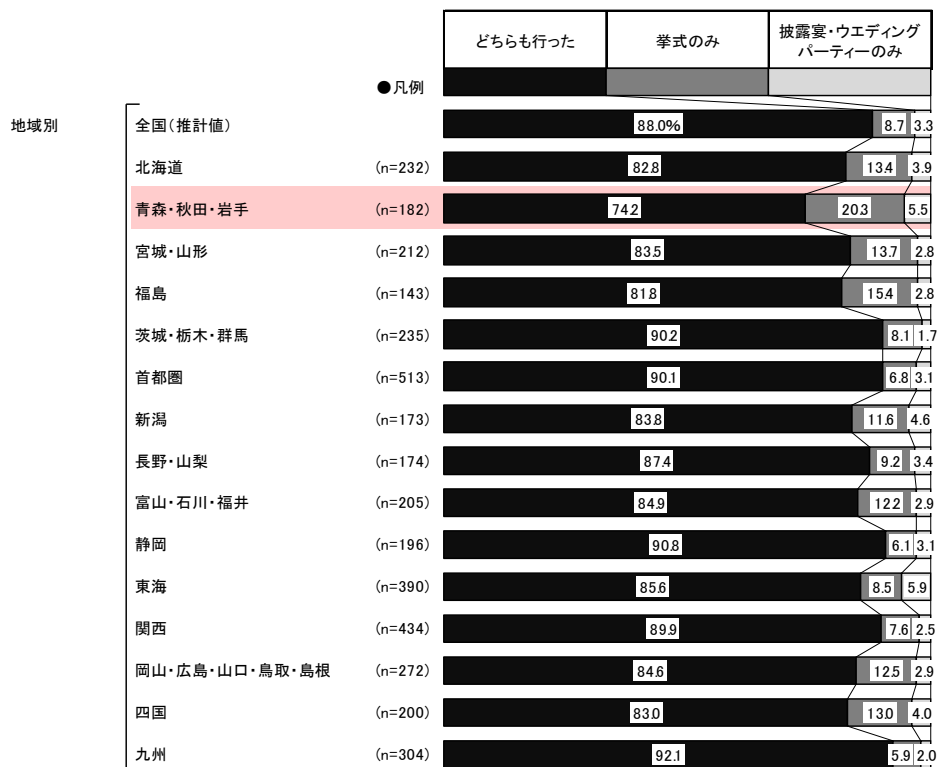 どちらも行った 挙式のみ 披露宴・ウエディング
パーティーのみ
●凡例
地域別 全国(推計値) 88.0% 8.7 3.3
北海道 (n=232) 82.8 13.4 3.9
青森・秋田・岩手 (n=182) 74.2 20.3 5.5
宮城・山形 (n=212) 83.5 13.7 2.8
福島 (n=143) 81.8 15.4 2.8
茨城・栃木・群馬 (n=235) 90.2 8.1 1.7
首都圏 (n=513) 90.1 6.8 3.1
新潟 (n=173) 83.8 11.6 4.6
長野・山梨 (n=174) 87.4 9.2 3.4
富山・石川・福井 (n=205) 84.9 12.2 2.9
静岡 (n=196) 90.8 6.1 3.1
東海 (n=390) 85.6 8.5 5.9
関西 (n=434) 89.9 7.6 2.5
岡山・広島・山口・鳥取・島根 (n=272) 84.6 12.5 2.9
四国 (n=200) 83.0 13.0 4.0
九州 (n=304) 92.1 5.9 2.0